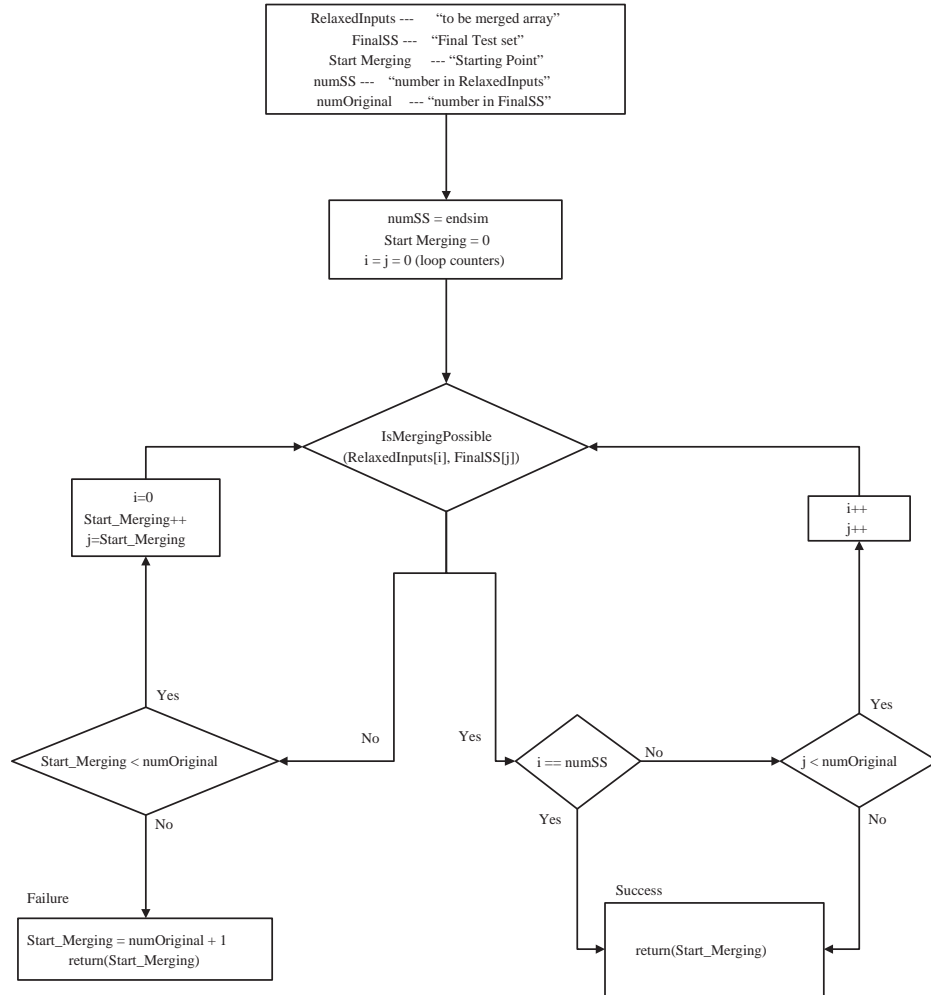 RelaxedInputs --- “to be merged array”
FinalSS --- “Final Test set”
Start Merging --- “Starting Point”
numSS --- “number in RelaxedInputs”
numOriginal --- “number in FinalSS”
numSS = endsim
Start Merging = 0
i = j = 0 (loop counters)
IsMergingPossible
(RelaxedInputs[i], FinalSS[j])
i=0
Start_Merging++
j=Start_Merging
i++
j++
Yes
Yes
No
Yes
Start_Merging < numOriginal
i == numSS
No
j < numOriginal
No
Yes
No
Failure
Success
Start_Merging = numOriginal + 1
return(Start_Merging)
return(Start_Merging)